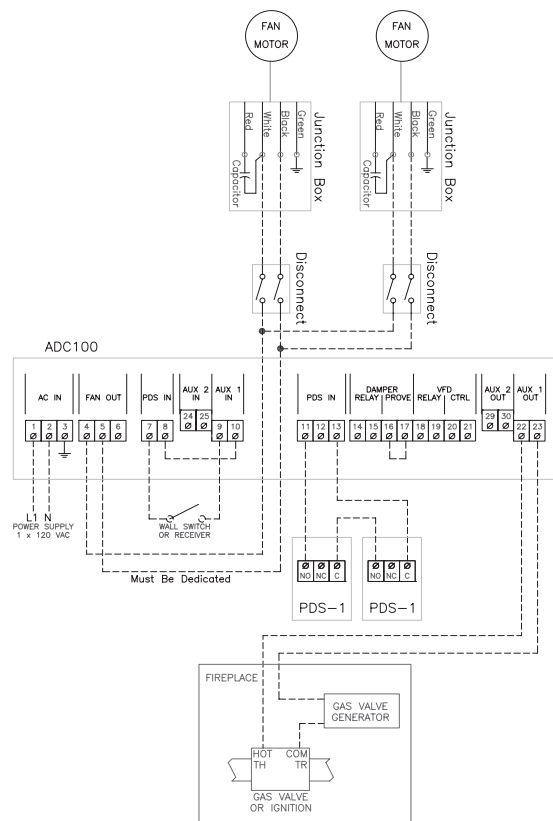 FAN
MOTOR
FAN
MOTOR
Red
White
Black
Green
Capacitor
Junction Box
Red
White
Black
Green
Capacitor
Junction Box
Disconnect
Disconnect
ADC100
AC IN
FAN OUT
PDS IN
AUX 2
IN
AUX 1
IN
PDS IN
DAMPER
RELAY PROVE
VFD
RELAY CTRL
AUX 2
OUT
AUX 1
OUT
24 25
29 30
1 2 3 4 5 6 7 8 9 10 11 12 13 14 15 16 17 18 19 20 21 22 23
L1 N
POWER SUPPLY
1 x 120 VAC
WALL SWITCH
OR RECEIVER
Must Be Dedicated
NO NC C
PDS-1
NO NC C
PDS-1
FIREPLACE
GAS VALVE
GENERATOR
HOT COM
TH TR
GAS VALVE
OR IGNITION